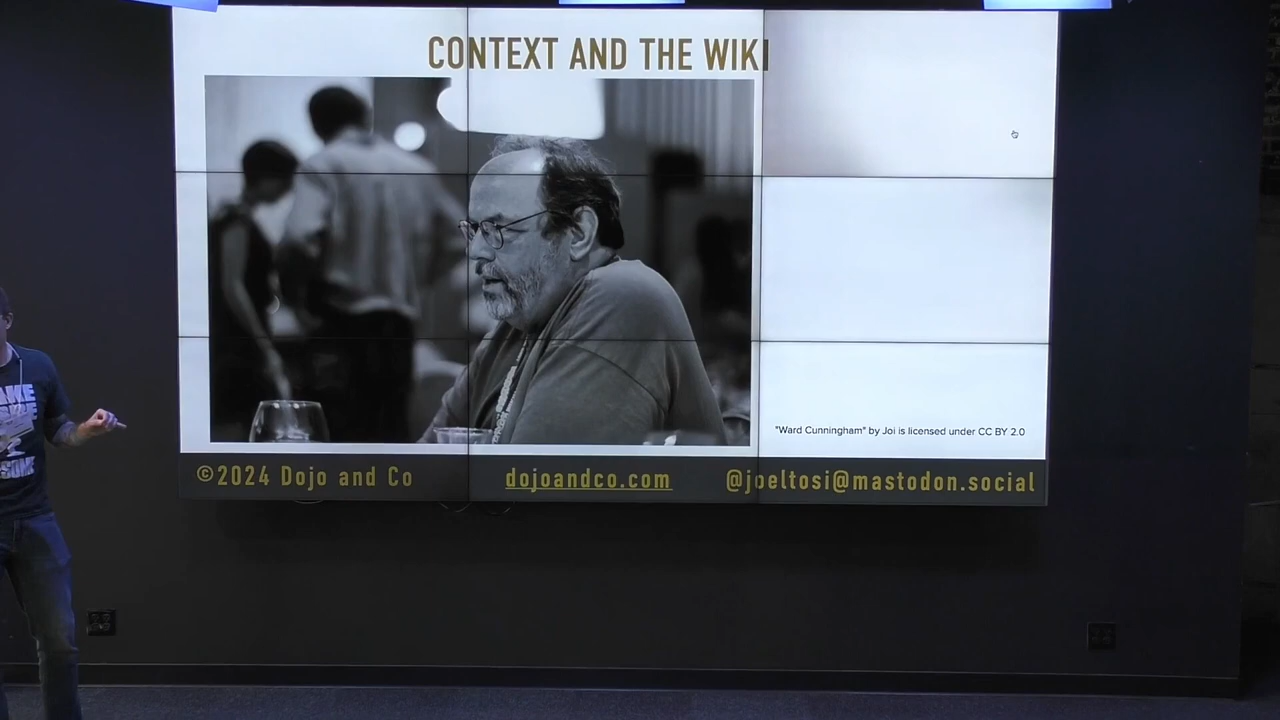 CONTEXT AND THE WIKI
"Ward Cunningham" by Joi is licensed under CC BY 2.0
©2024 Dojo and Co
dojoandco.com
@joeltosi@mastodon.social